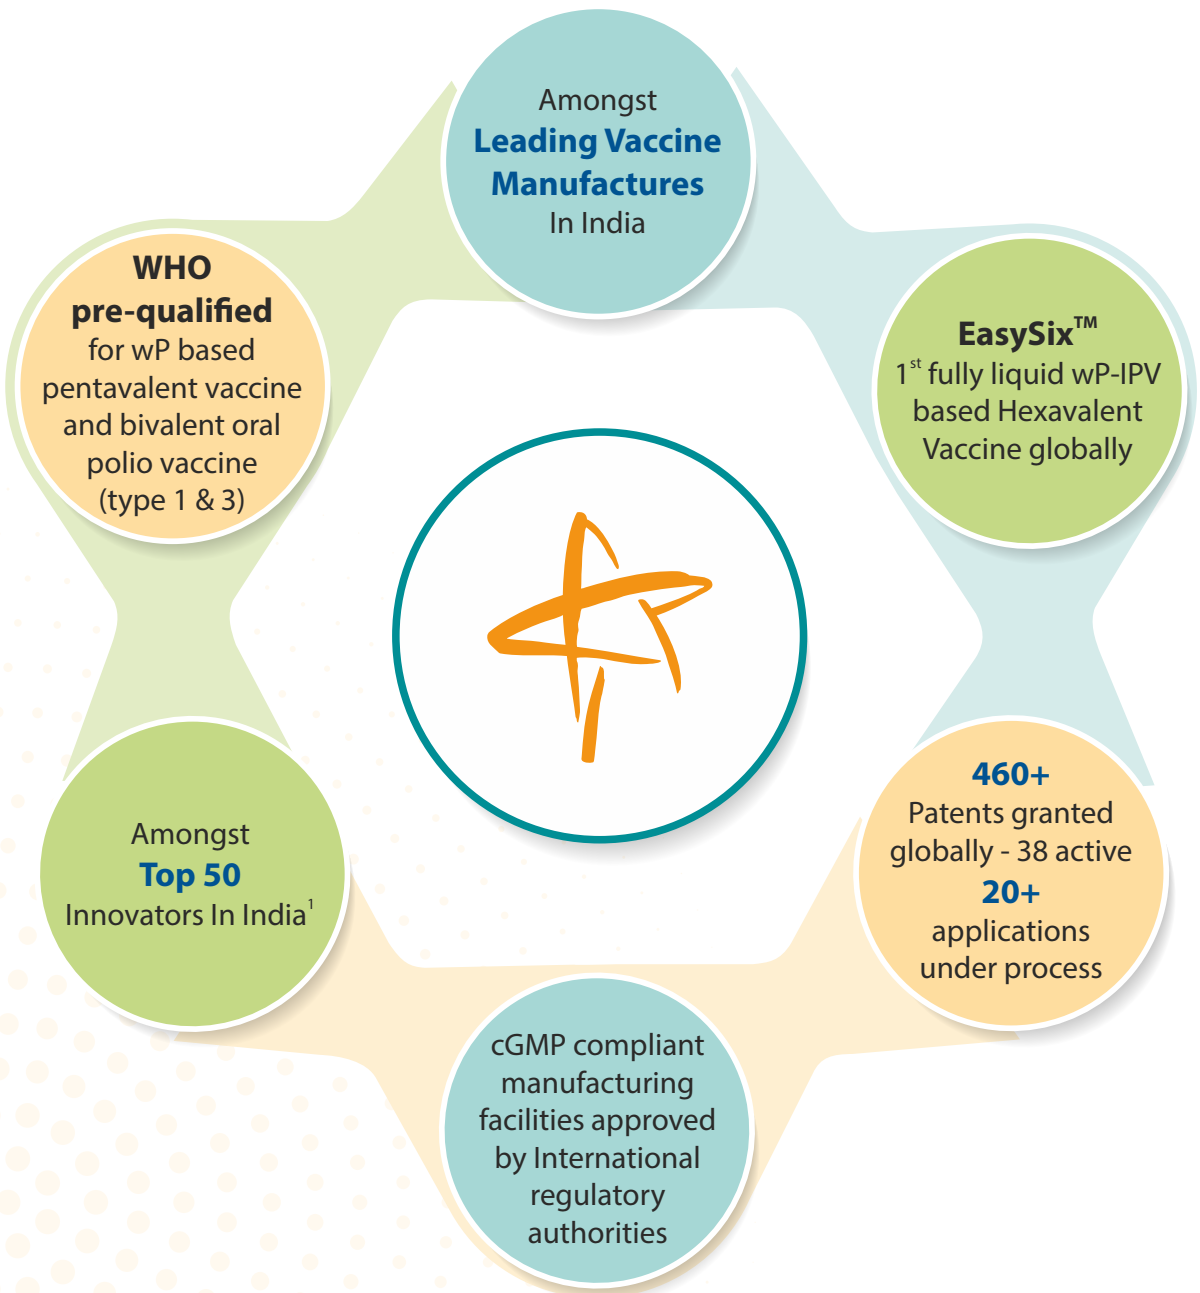 Amongst
Leading Vaccine
Manufactures
In India
WHO
pre-qualified
for wP based
pentavalent vaccine
and bivalent oral
polio vaccine
(type 1 & 3)
EasySix™
1st fully liquid wP-IPV
based Hexavalent
Vaccine globally
Amongst
Top 50
Innovators In India1
460+
Patents granted
globally - 38 active
20+
applications
under process
cGMP compliant
manufacturing
facilities approved
by International
regulatory
authorities